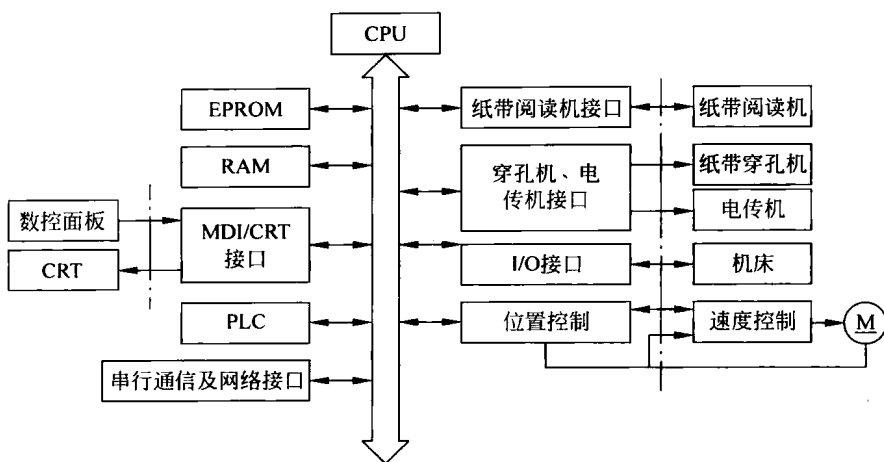 CPU
EPROM
RAM
数控面板
CRT
MDI/CRT
接口
PLC
串行通信及网络接口
纸带阅读机接口
纸带阅读机
穿孔机、电
传机接口
纸带穿孔机
电传机
I/O接口
机床
位置控制
速度控制
M